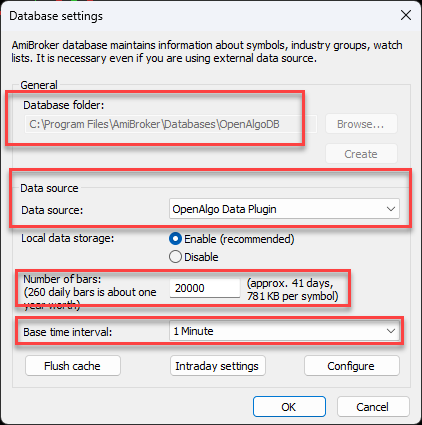 Database settings
AmiBroker database maintains information about symbols, industry groups, watch
lists. It is necessary even if you are using external data source.
General
Database folder:
C:\Program Files\AmiBroker\Databases\OpenAlgoDB
Browse...
Create
Data source
Data source:
OpenAlgo Data Plugin
Local data storage:
Enable (recommended)
Disable
Number of bars:
(260 daily bars is about one
year worth)
20000
(approx. 41 days,
781 KB per symbol)
Base time interval:
1 Minute
Flush cache
Intraday settings
Configure
OK
Cancel